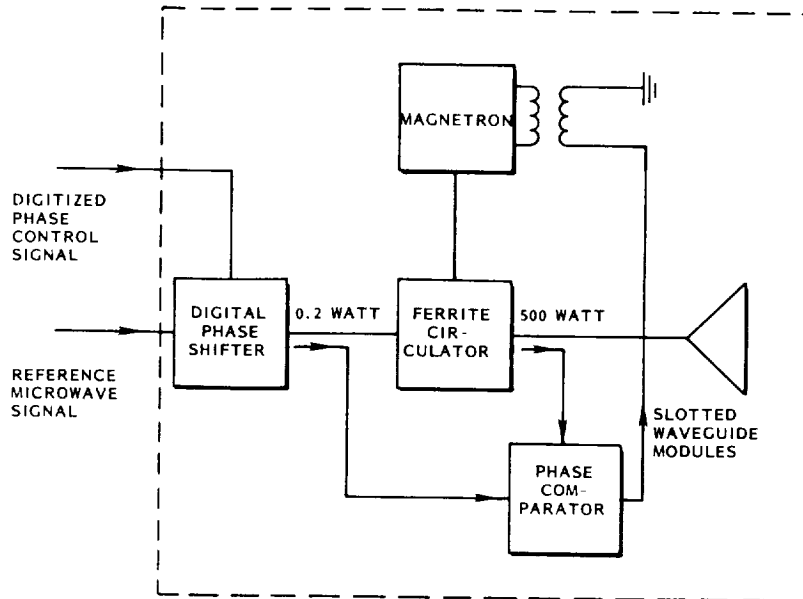 MAGNETRON
DIGITIZED
PHASE
CONTROL
SIGNAL
DIGITAL
PHASE
SHIFTER
0.2 WATT
FERRITE
CIR-
CULATOR
500 WATT
REFERENCE
MICROWAVE
SIGNAL
SLOTTED
WAVEGUIDE
MODULES
PHASE
COM-
PARATOR